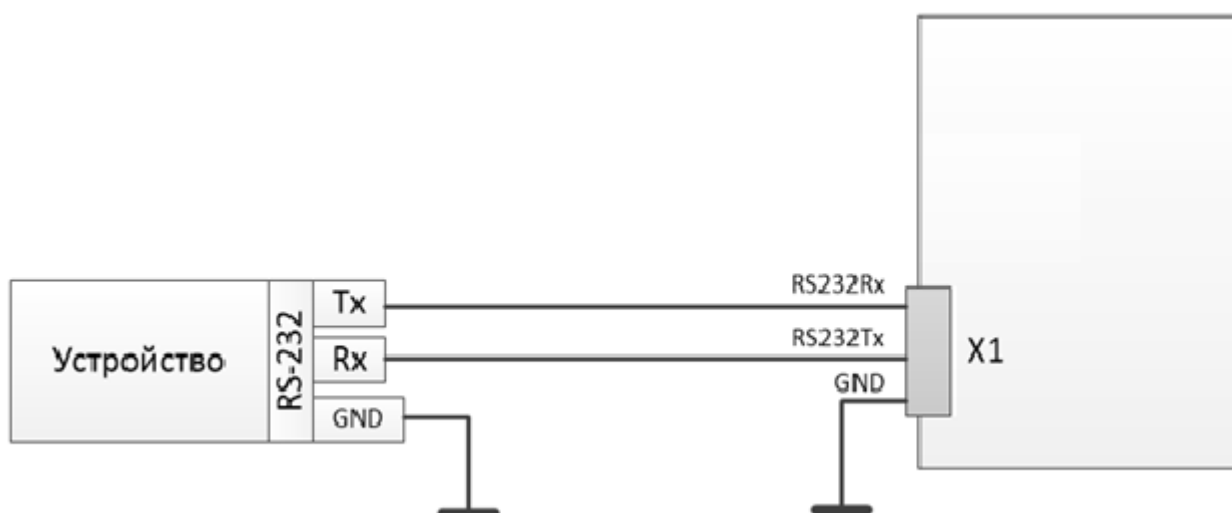 Устройство
RS-232
Tx
Rx
GND
RS232Rx
RS232Tx
GND
X1